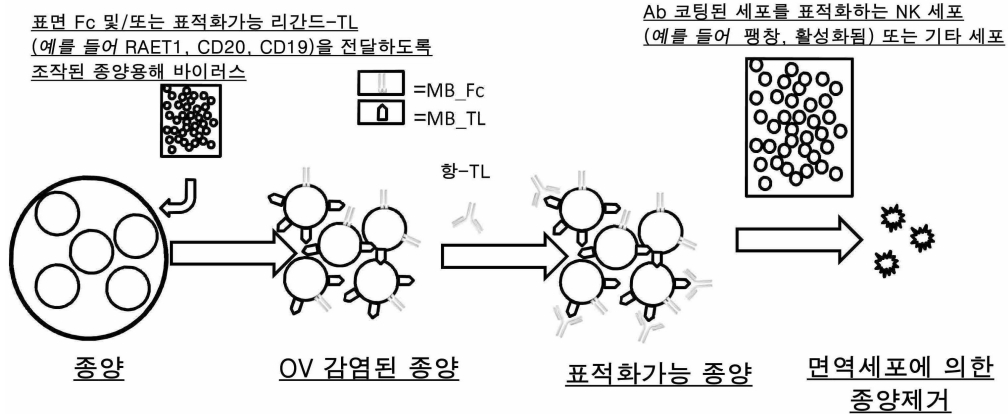 표면 Fc 및/또는 표적화가능 리간드-TL
(예를 들어 RAET1, CD20, CD19)을 전달하도록
조작된 종양용해 바이러스
=MB_Fc
=MB_TL
항-TL
Ab 코팅된 세포를 표적화하는 NK 세포
(예를 들어 팽창, 활성화됨) 또는 기타 세포
종양
OV 감염된 종양
표적화가능 종양
면역세포에 의한
종양제거